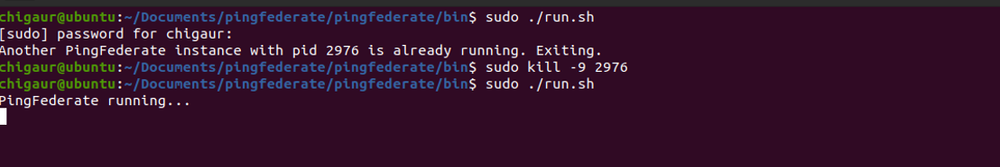 chigaur@ubuntu:~/Documents/pingfederate/pingfederate/bin$ sudo ./run.sh
[sudo] password for chigaur:
Another PingFederate instance with pid 2976 is already running. Exiting.
chigaur@ubuntu:~/Documents/pingfederate/pingfederate/bin$ sudo kill -9 2976
chigaur@ubuntu:~/Documents/pingfederate/pingfederate/bin$ sudo ./run.sh
PingFederate running...